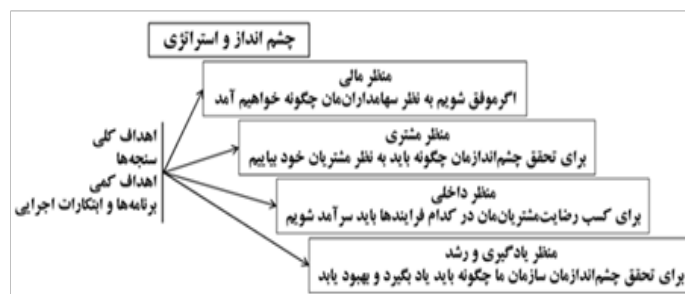 چشم انداز و استراتژی
منظر مالی
اگرموفق شویم به نظر سهامداران‌مان چگونه خواهیم آمد
منظر مشتری
برای تحقق چشم‌اندازمان چگونه باید به نظر مشتریان خود بیاییم
منظر داخلی
برای کسب رضایت‌مشتریان‌مان در کدام فرایندها باید سرآمد شویم
منظر یادگیری و رشد
برای تحقق چشم‌اندازمان سازمان ما چگونه باید یاد بگیرد و بهبود یابد
اهداف کلی
سنجه‌ها
اهداف کمی
برنامه‌ها و ابتکارات اجرایی